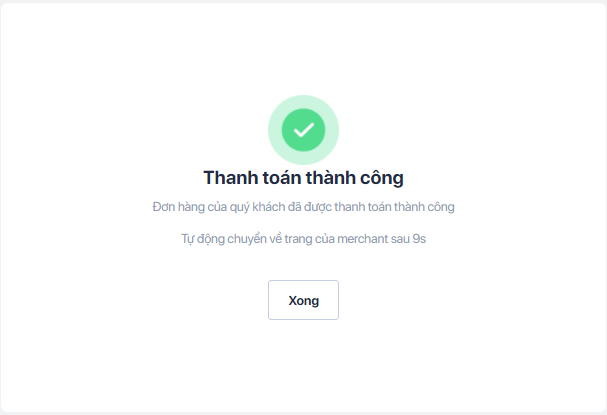 Thanh toán thành công
Đơn hàng của quý khách đã được thanh toán thành công
Tự động chuyển về trang của merchant sau 9s
Xong